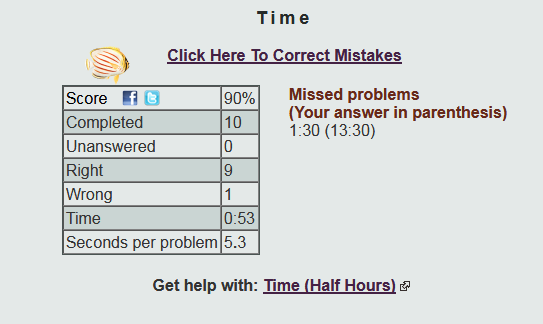 Time
Click Here To Correct Mistakes
Score 90%
Completed 10
Unanswered 0
Right 9
Wrong 1
Time 0:53
Seconds per problem 5.3
Missed problems
(Your answer in parenthesis)
1:30 (13:30)
Get help with: Time (Half Hours)